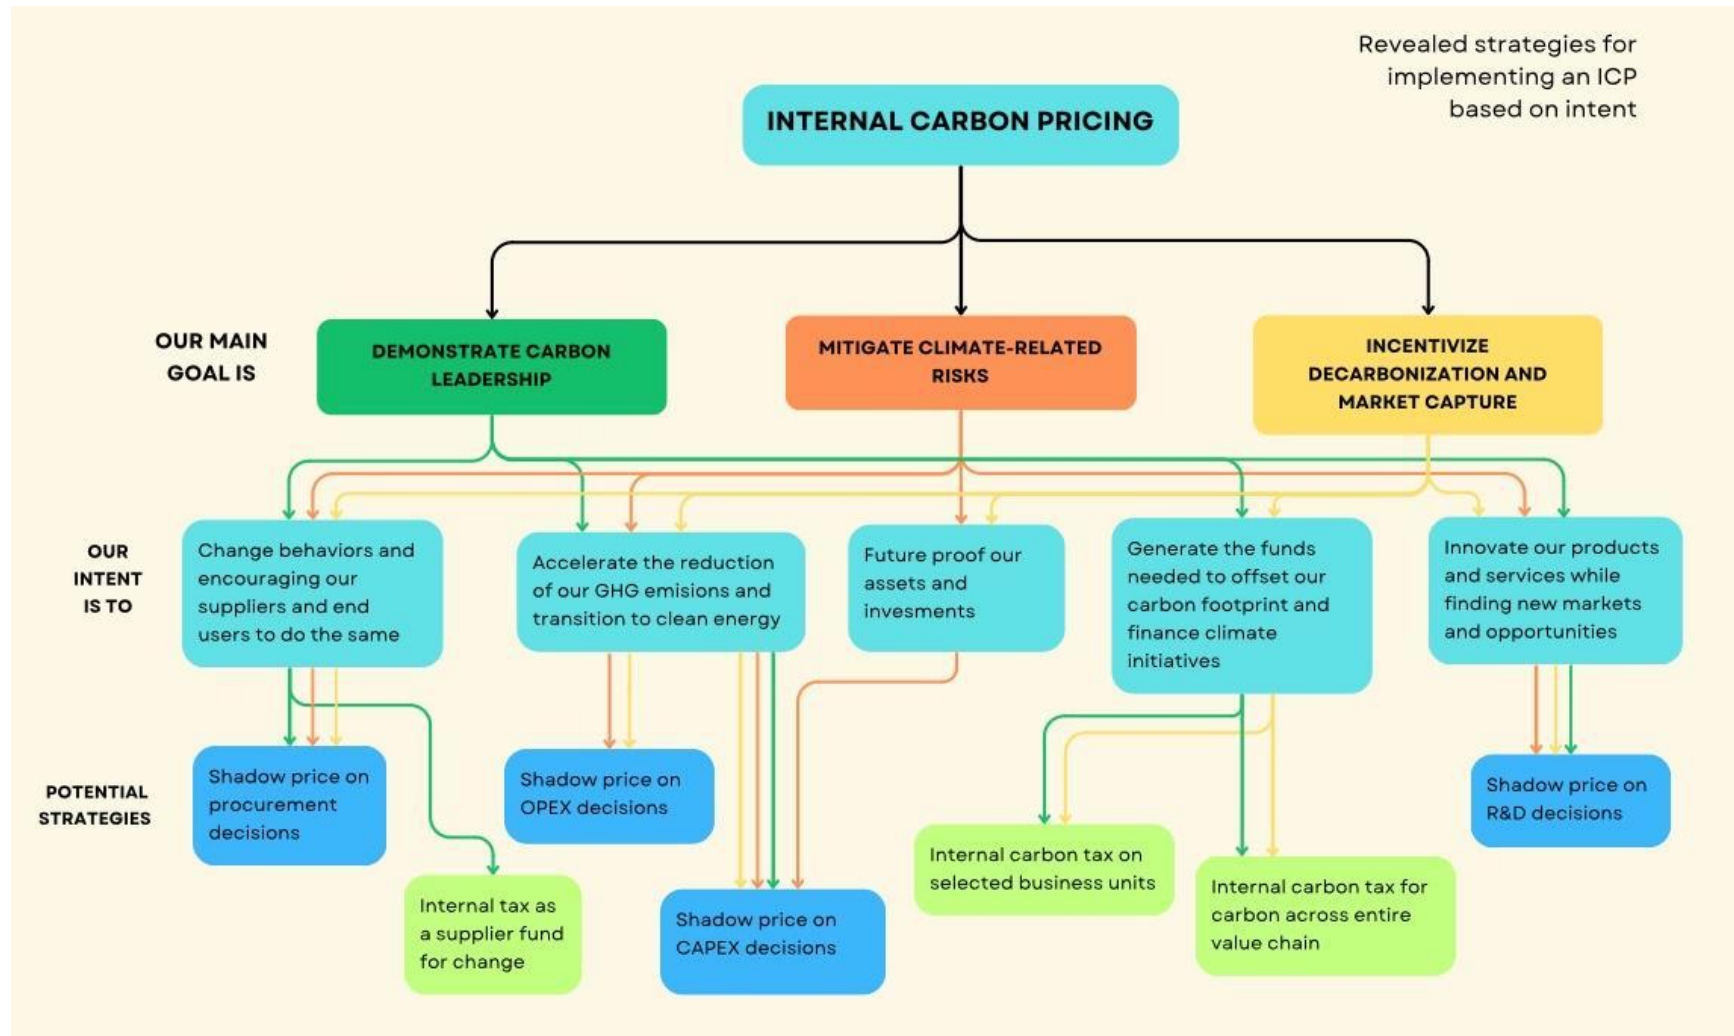 Revealed strategies for
implementing an ICP
based on intent
INTERNAL CARBON PRICING
OUR MAIN
GOAL IS
DEMONSTRATE CARBON
LEADERSHIP
MITIGATE CLIMATE-RELATED
RISKS
INCENTIVIZE
DECARBONIZATION AND
MARKET CAPTURE
OUR
INTENT
IS TO
Change behaviors and
encouraging our
suppliers and end
users to do the same
Accelerate the reduction
of our GHG emisions and
transition to clean energy
Future proof our
assets and
invesments
Generate the funds
needed to offset our
carbon footprint and
finance climate
initiatives
Innovate our products
and services while
finding new markets
and opportunities
POTENTIAL
STRATEGIES
Shadow price on
procurement
decisions
Internal tax as
a supplier fund
for change
Shadow price on
OPEX decisions
Shadow price on
CAPEX decisions
Internal carbon tax on
selected business units
Internal carbon tax for
carbon across entire
value chain
Shadow price on
R&D decisions